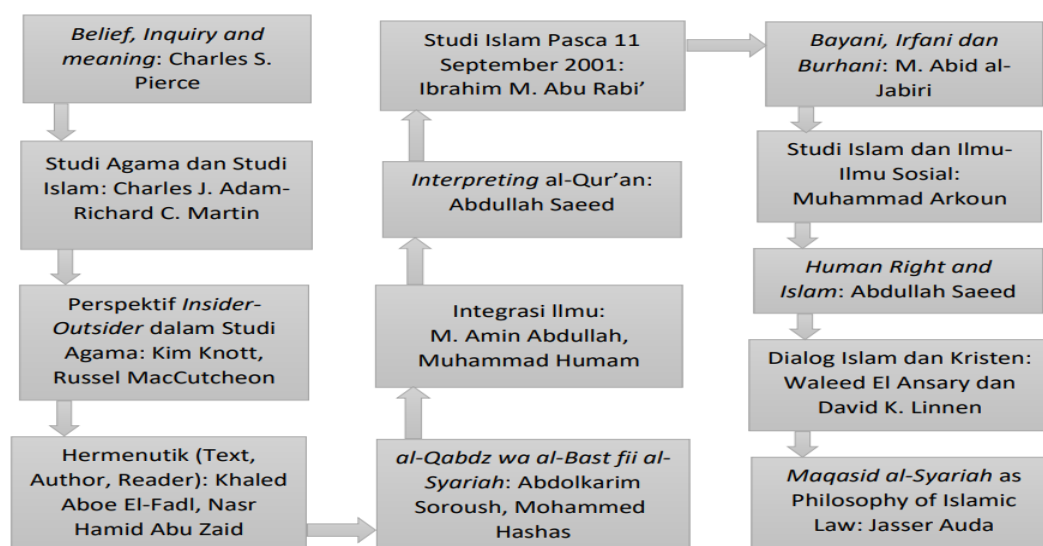 Belief, Inquiry and
meaning: Charles S.
Pierce
Studi Agama dan Studi
Islam: Charles J. Adam-
Richard C. Martin
Perspektif Insider-
Outsider dalam Studi
Agama: Kim Knott,
Russel MacCutcheon
Hermenutik (Text,
Author, Reader): Khaled
Aboe El-Fadl, Nasr
Hamid Abu Zaid
al-Qabdz wa al-Bast fii al-
Syariah: Abdolkarim
Soroush, Mohammed
Hashas
Integrasi Ilmu:
M. Amin Abdullah,
Muhammad Humam
Interpreting al-Qur’an:
Abdullah Saeed
Studi Islam Pasca 11
September 2001:
Ibrahim M. Abu Rabi’
Bayani, Irfani dan
Burhani: M. Abid al-
Jabiri
Studi Islam dan Ilmu-
Ilmu Sosial:
Muhammad Arkoun
Human Right and
Islam: Abdullah Saeed
Dialog Islam dan Kristen:
Waleed El Ansary dan
David K. Linnen
Maqasid al-Syariah as
Philosophy of Islamic
Law: Jasser Auda